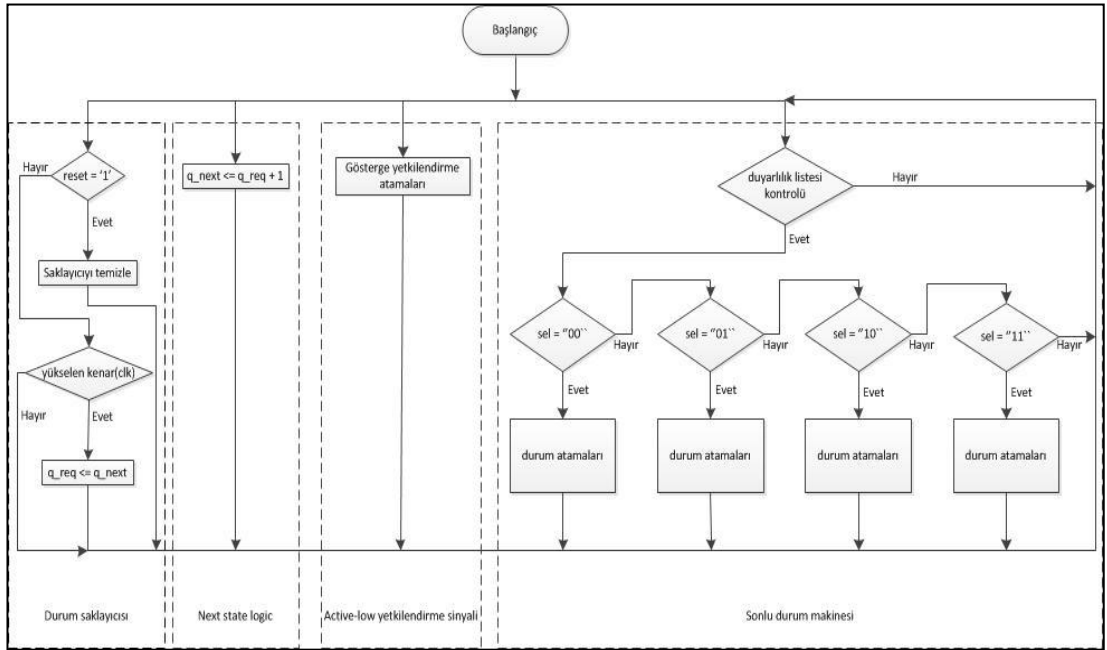 Başlangıç
Hayır
reset = '1'
Evet
Saklayıcıyı temizle
yükselen kenar(clk)
Hayır
Evet
q_req <= q_next
Durum saklayıcısı
q_next <= q_req + 1
Next state logic
Gösterge yetkilendirme
atamaları
Active-low yetkilendirme sinyali
duyarlılık listesi
kontrolü
Hayır
Evet
sel = "00``
Hayır
sel = "01``
Hayır
sel = "10``
Hayır
sel = "11``
Hayır
Evet
Evet
Evet
Evet
durum atamaları
durum atamaları
durum atamaları
durum atamaları
Sonlu durum makinesi